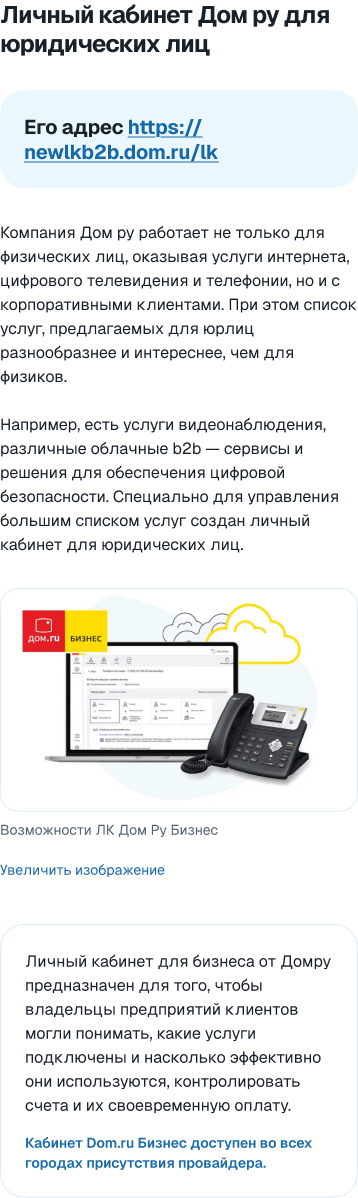 Личный кабинет Дом ру для
юридических лиц
Его адрес https://
newlkb2b.dom.ru/lk
Компания Дом ру работает не только для
физических лиц, оказывая услуги интернета,
цифрового телевидения и телефонии, но и с
корпоративными клиентами. При этом список
услуг, предлагаемых для юрлиц
разнообразнее и интереснее, чем для
физиков.
Например, есть услуги видеонаблюдения,
различные облачные b2b — сервисы и
решения для обеспечения цифровой
безопасности. Специально для управления
большим списком услуг создан личный
кабинет для юридических лиц.
дом.ru БИЗНЕС
Возможности ЛК Дом Ру Бизнес
Увеличить изображение
Личный кабинет для бизнеса от Домру
предназначен для того, чтобы
владельцы предприятий клиентов
могли понимать, какие услуги
подключены и насколько эффективно
они используются, контролировать
счета и их своевременную оплату.
Кабинет Dom.ru Бизнес доступен во всех
городах присутствия провайдера.